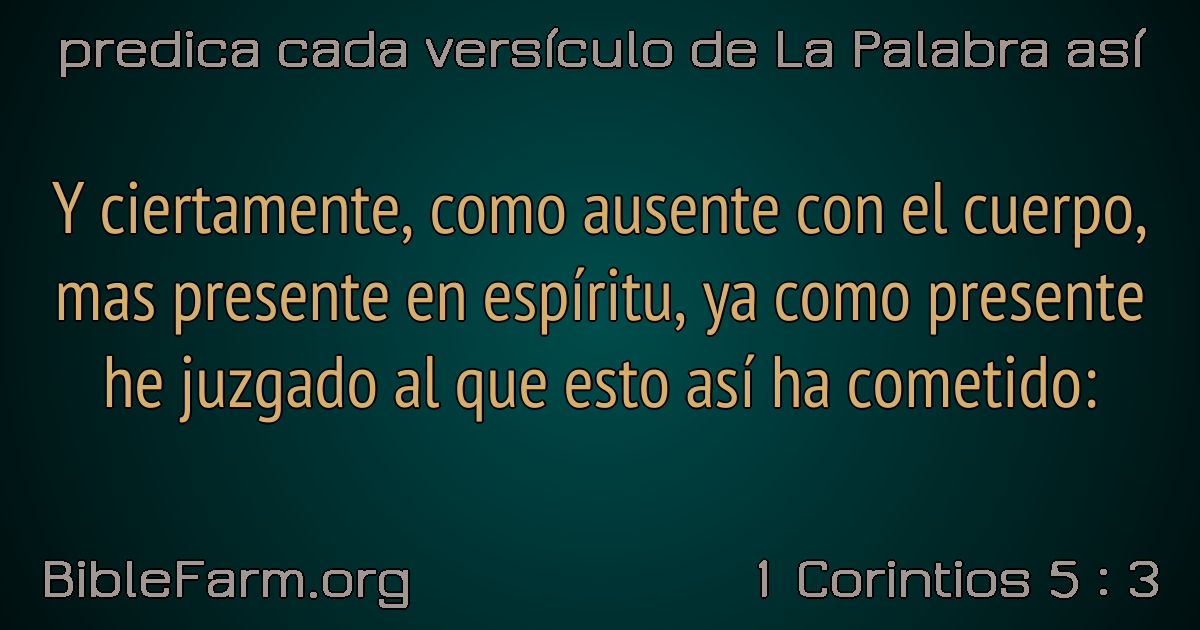 predica cada versículo de La Palabra así
Y ciertamente, como ausente con el cuerpo,
mas presente en espíritu, ya como presente
he juzgado al que esto así ha cometido:
BibleFarm.org
1 Corintios 5 : 3